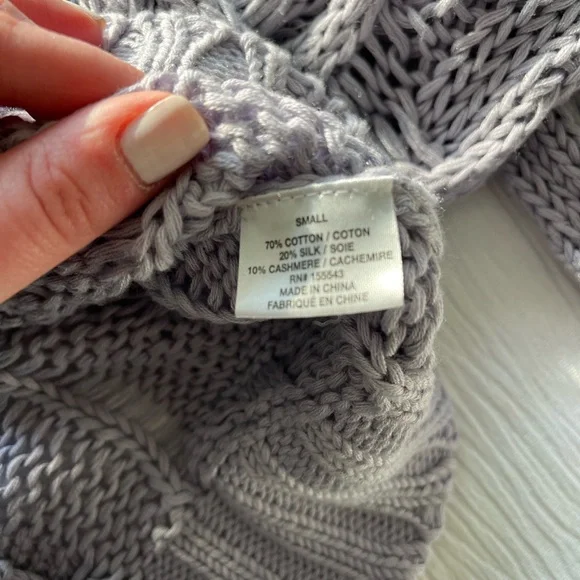 SMALL
70% COTTON / COTON
20% SILK / SOIE
10% CASHMERE / CACHEMIRE
RN# 155543
MADE IN CHINA
FABRIQUÉ EN CHINE